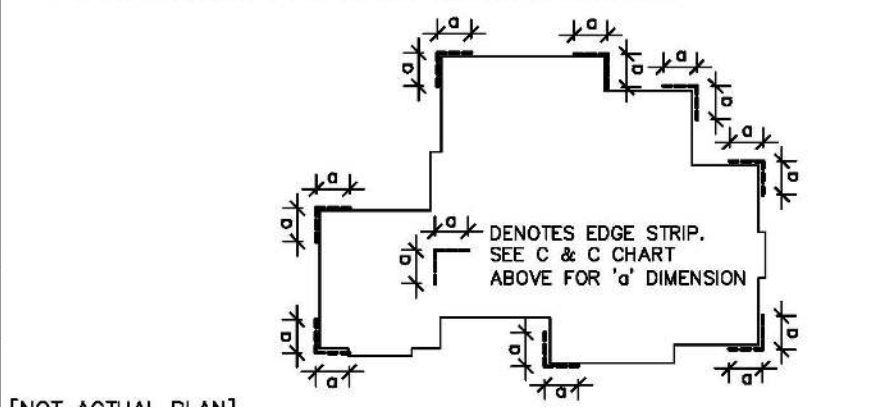 a
a
a
a
a
a
a
a
a
a
a
a
DENOTES EDGE STRIP.
a
SEE C & C CHART
ABOVE FOR 'a' DIMENSION
a
a
a
a
a
a
a
a
[NOT ACTUAL PLAN]